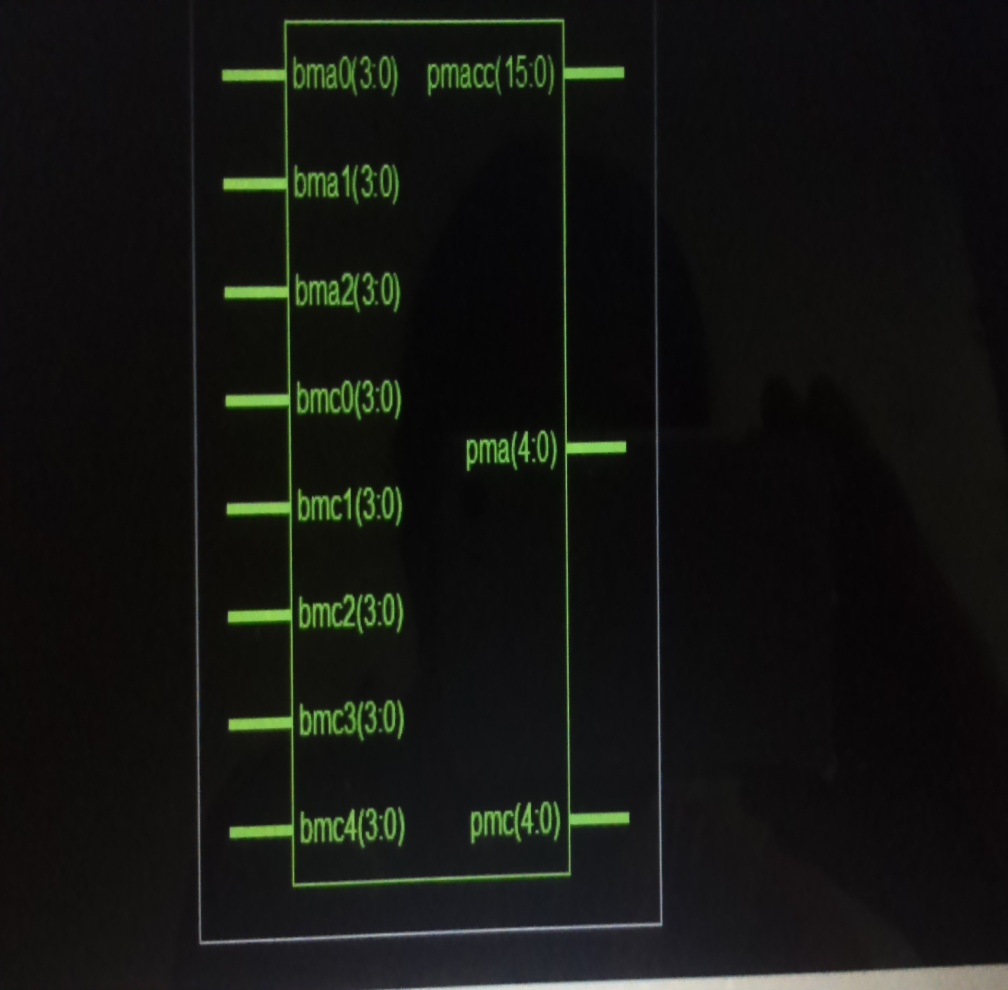 bma0(3:0) pmacc(15:0)
bma1(3:0)
bma2(3:0)
bmc0(3:0)
pma(4:0)
bmc1(3:0)
bmc2(3:0)
bmc3(3:0)
bmc4(3:0) pmc(4:0)